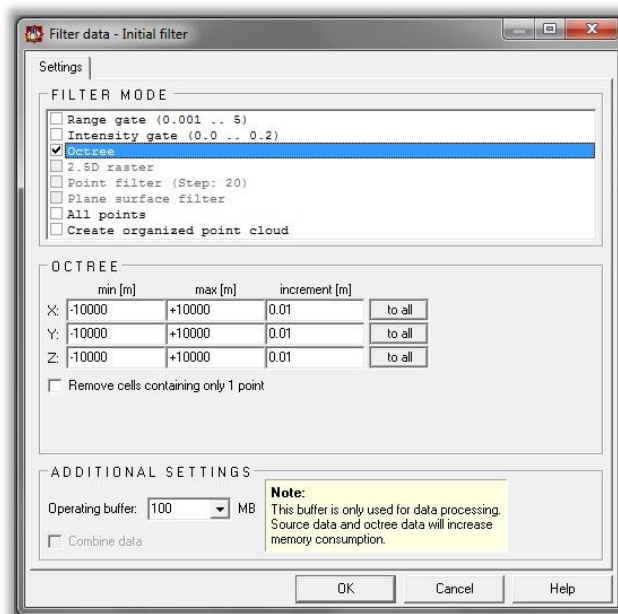 Filter data - Initial filter
Settings
FILTER MODE
Range gate (0.001 .. 5)
Intensity gate (0.0 .. 0.2)
Octree
2.5D raster
Point filter (Step: 20)
Plane surface filter
All points
Create organized point cloud
OCTREE
min [m] max [m] increment [m]
X: -10000 +10000 0.01 to all
Y: -10000 +10000 0.01 to all
Z: -10000 +10000 0.01 to all
Remove cells containing only 1 point
ADDITIONAL SETTINGS
Operating buffer: 100 MB
Combine data
Note:
This buffer is only used for data processing.
Source data and octree data will increase
memory consumption.
OK Cancel Help